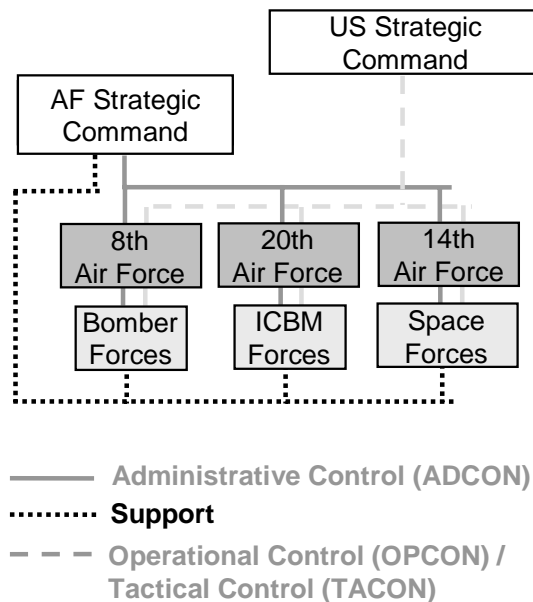 US Strategic
Command
AF Strategic
Command
8th
Air Force
20th
Air Force
14th
Air Force
Bomber
Forces
ICBM
Forces
Space
Forces
Administrative Control (ADCON)
Support
Operational Control (OPCON) /
Tactical Control (TACON)